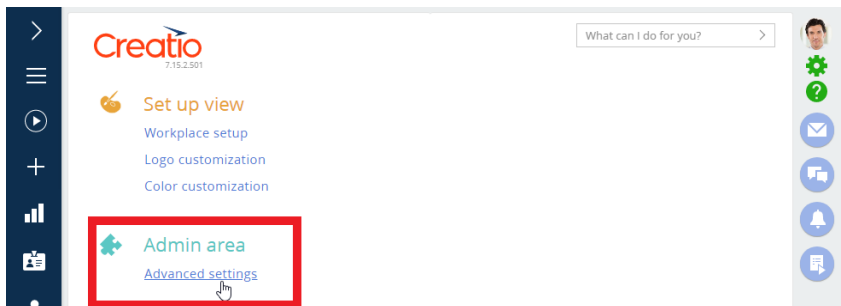 Creatio
7.15.2.501
What can I do for you?
Set up view
Workplace setup
Logo customization
Color customization
Admin area
Advanced settings